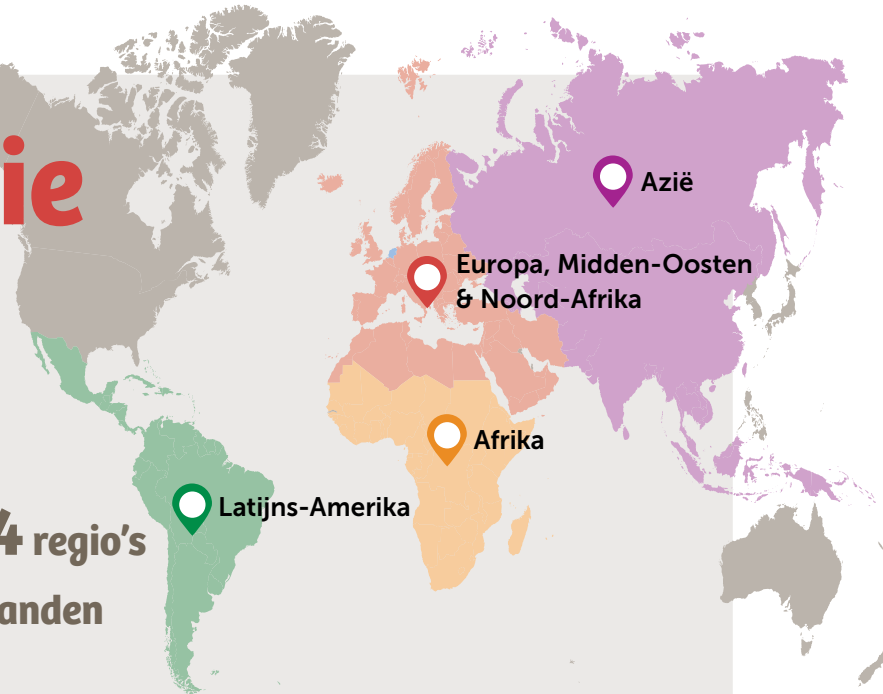 ie
Azië
Europa, Midden-Oosten
& Noord-Afrika
Afrika
Latijns-Amerika
4 regio's
anden